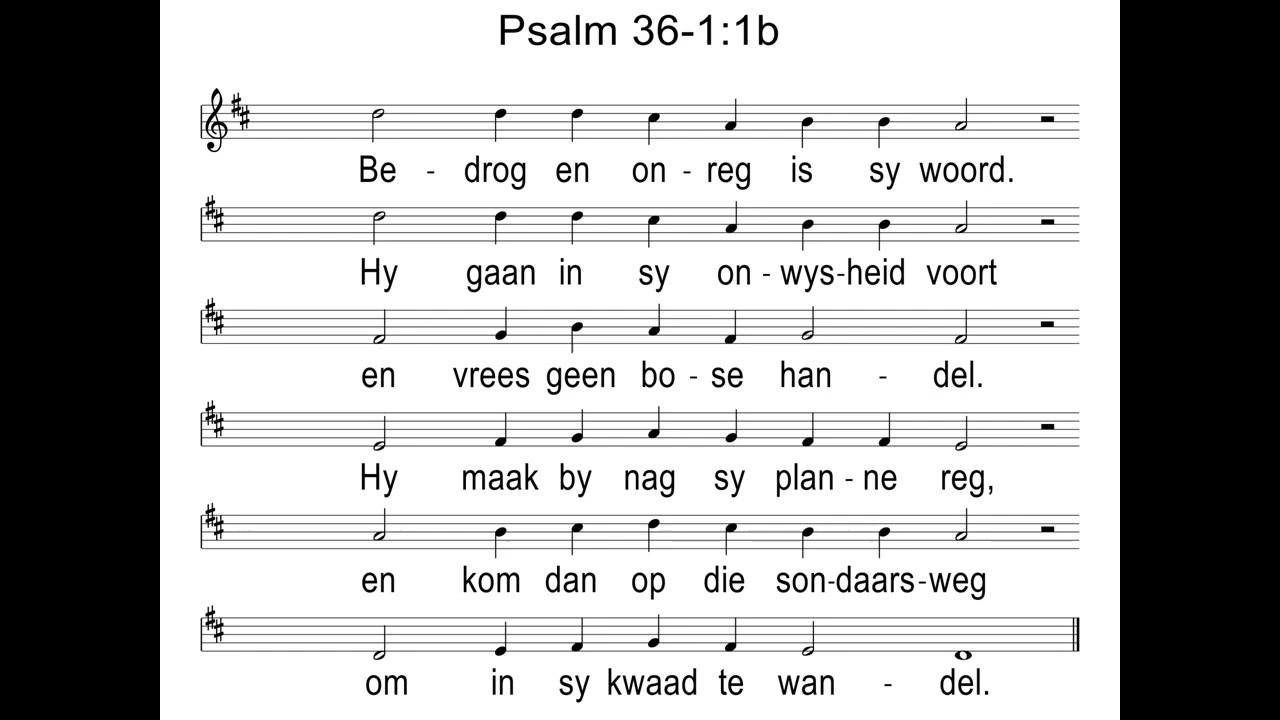 Psalm 36-1:1b
Be - drog en on - reg is sy woord.
Hy gaan in sy on - wys-heid voort
en vrees geen bo - se han - del.
Hy maak by nag sy plan - ne reg,
en kom dan op die son-daars-weg
om in sy kwaad te wan - del.